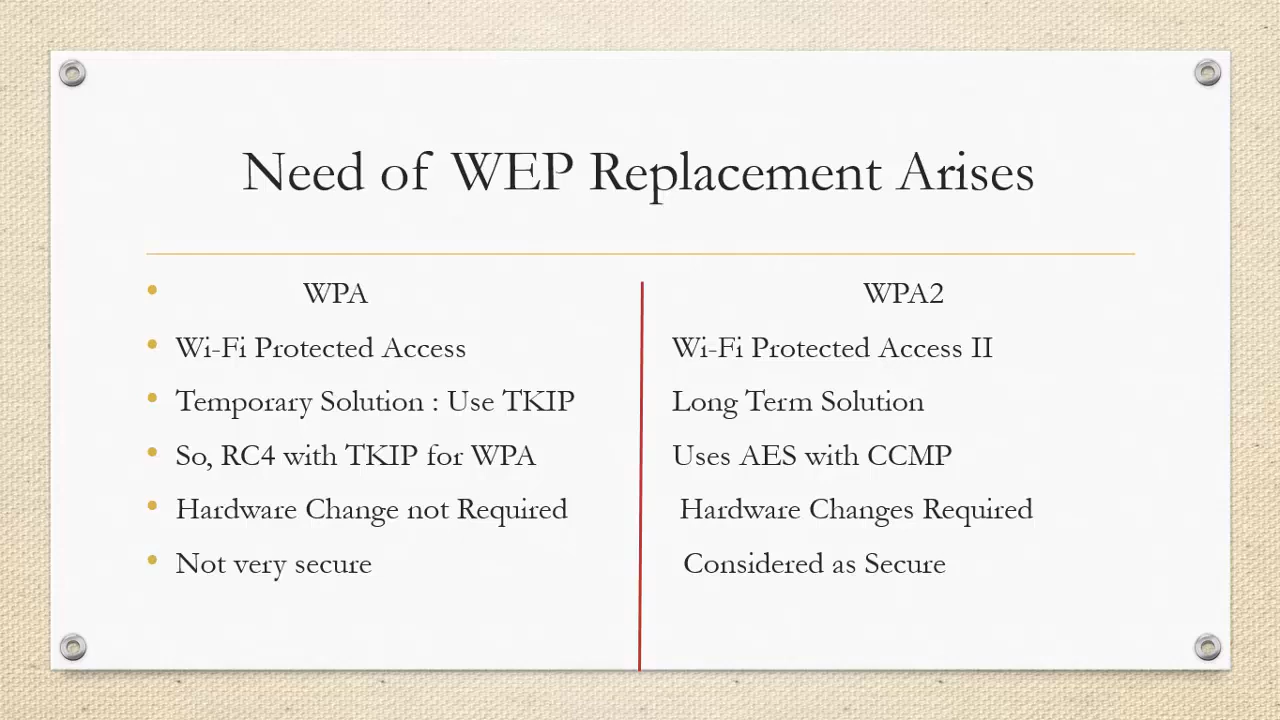 Need of WEP Replacement Arises
• WPA
• Wi-Fi Protected Access
• Temporary Solution : Use TKIP
• So, RC4 with TKIP for WPA
• Hardware Change not Required
• Not very secure
WPA2
Wi-Fi Protected Access II
Long Term Solution
Uses AES with CCMP
Hardware Changes Required
Considered as Secure